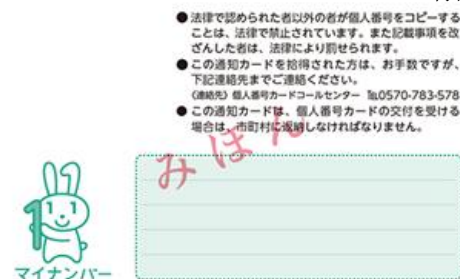 ●法律で認められた者以外の者が個人番号をコピーする
ことは、法律で禁止されています。また記載事項を改
ざんした者は、法律により罰せられます。
●この通知カードを拾得された方は、お手数ですが、
下記連絡先までご連絡ください。
〈連絡先〉個人番号カードコールセンター ℡0570-783-578
●この通知カードは、個人番号カードの交付を受ける
場合は、市町村に返納しなければなりません。
みほん
1
マイナンバー